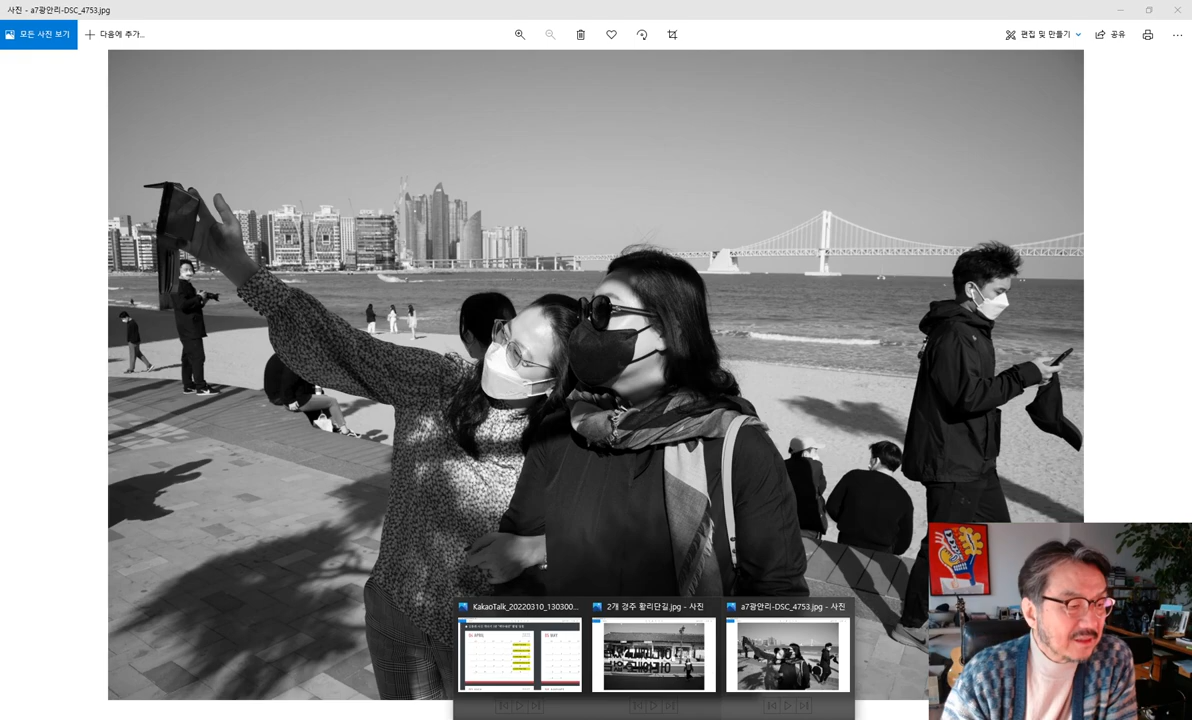 사진 - a7광안리-DSC_4753.jpg
모든 사진 보기
다음에 추가...
편집 및 만들기
공유
KakaoTalk_20220310_130300...
2개 경주 황리단길.jpg - 사진
a7광안리-DSC_4753.jpg - 사진